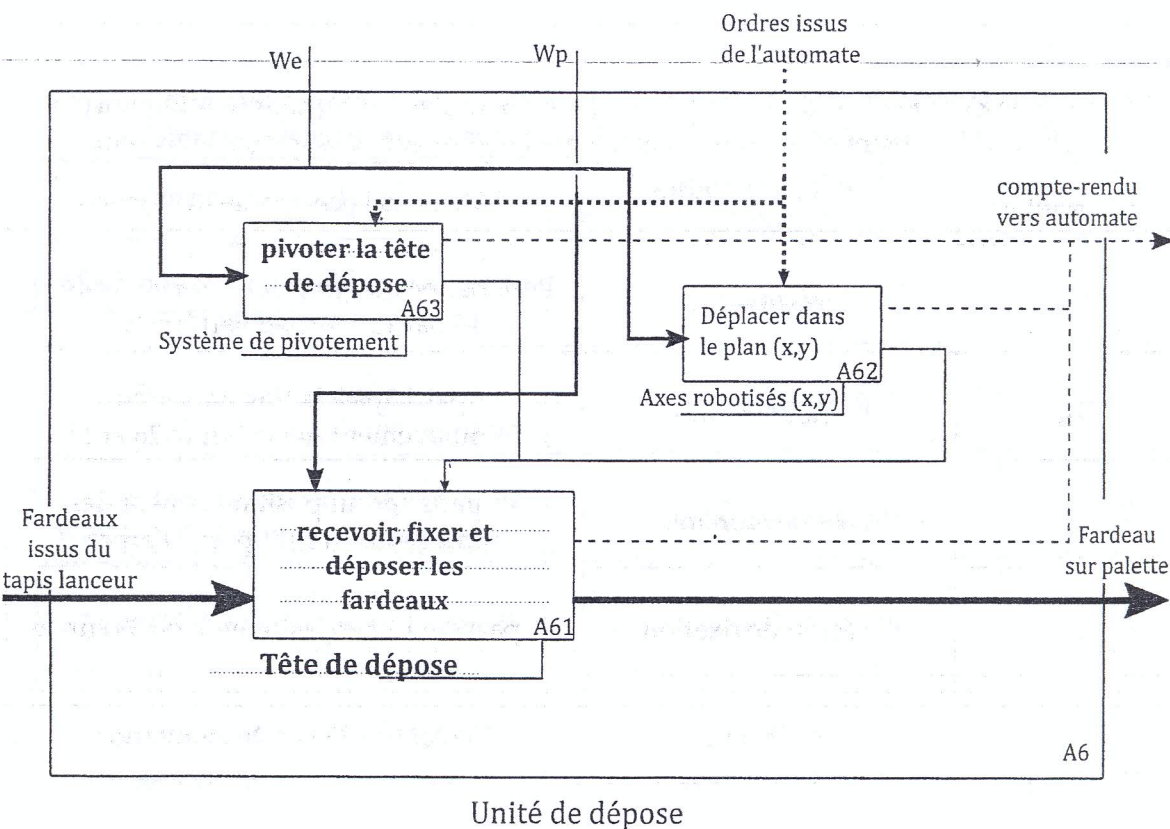 Ordres issus
de l'automate
We
Wp
compte-rendu
vers automate
pivoter la tête
de dépose
A63
Système de pivotement
Déplacer dans
le plan (x,y)
A62
Axes robotisés (x,y)
Fardeaux
issus du
tapis lanceur
recevoir, fixer et
déposer les
fardeaux
A61
Tête de dépose
Fardeau
sur palette
A6
Unité de dépose